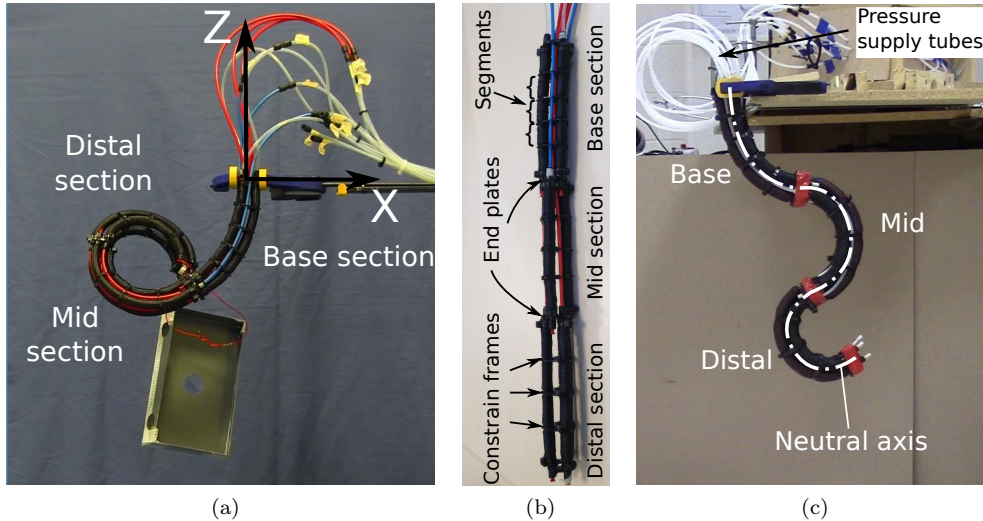 Z
X
Distal
section
Base section
Mid
section
(a)
Segments
Base section
End plates
Mid section
Constrain frames
Distal section
(b)
Pressure
supply tubes
Base
Mid
Distal
Neutral axis
(c)